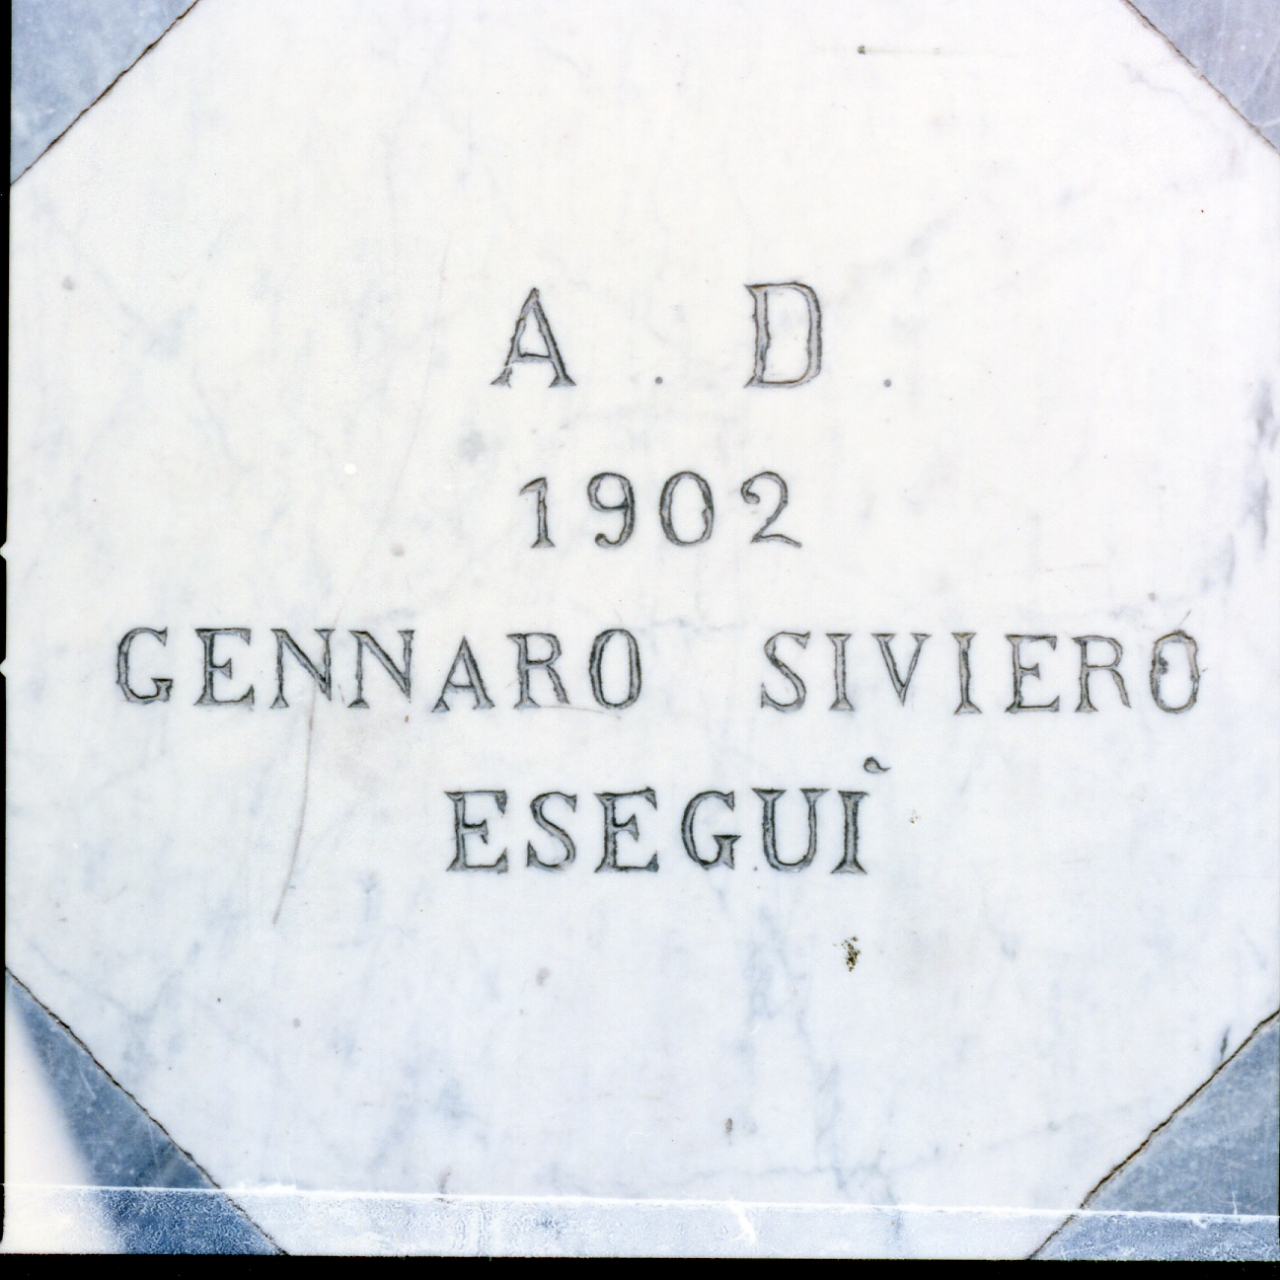 A . D .
1902
GENNARO SIVIERO
ESEGUÌ